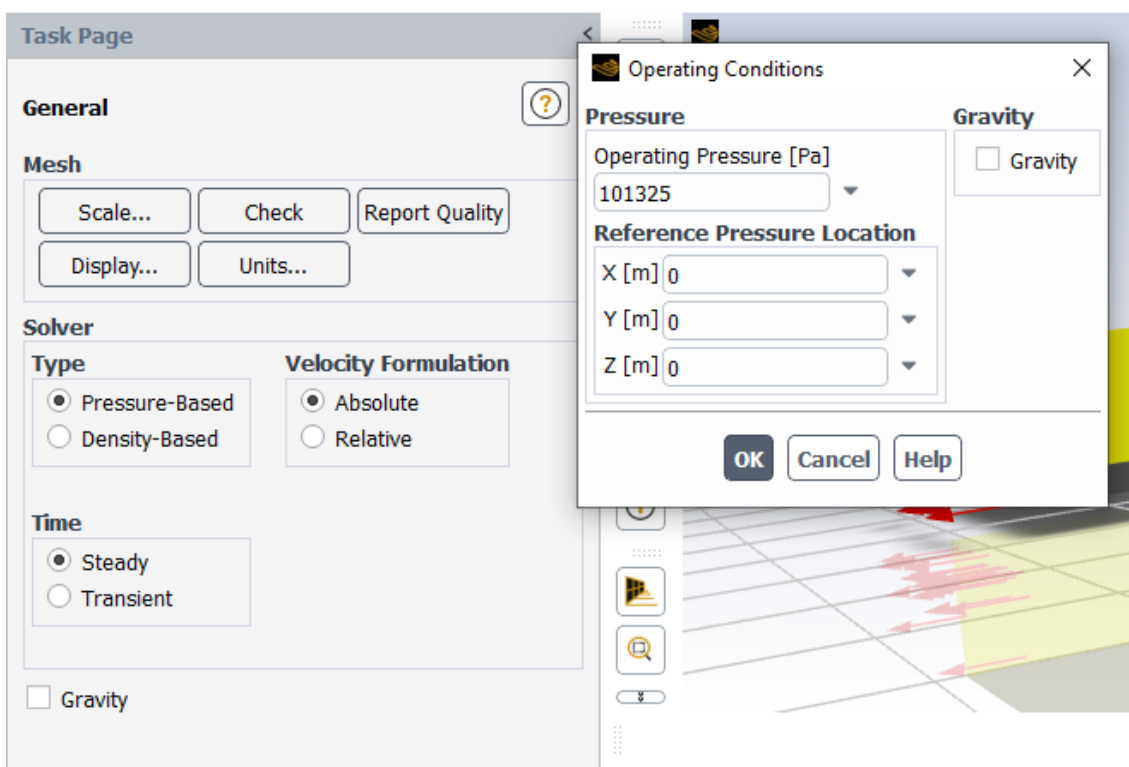 Task Page
General
Mesh
Scale...
Check
Report Quality
Display...
Units...
Solver
Type
Pressure-Based
Density-Based
Velocity Formulation
Absolute
Relative
Time
Steady
Transient
Gravity
Operating Conditions
Pressure
Operating Pressure [Pa]
101325
Reference Pressure Location
X [m] 0
Y [m] 0
Z [m] 0
Gravity
Gravity
OK
Cancel
Help